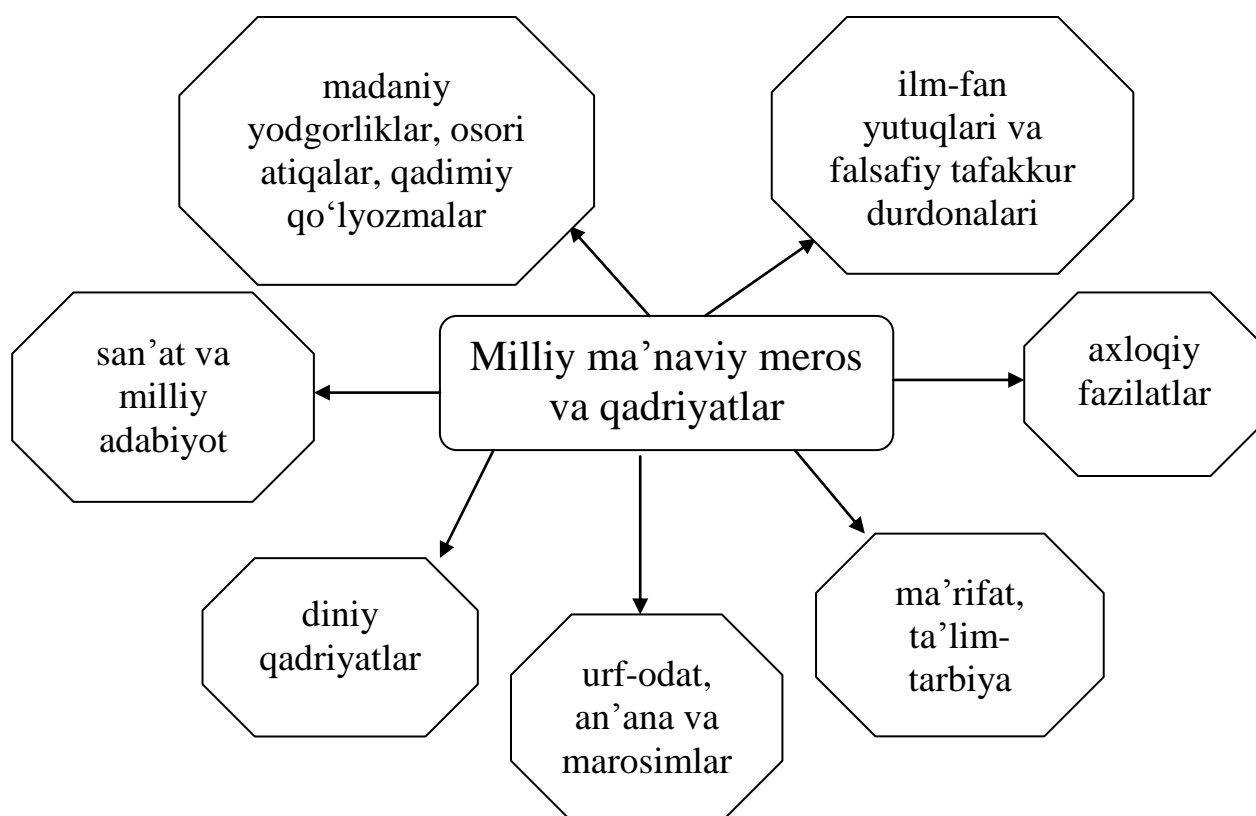 madaniy
yodgorliklar, osori
atiqalar, qadimiy
qo‘lyozmalar
ilm-fan
yutuqlari va
falsafiy tafakkur
durdonalari
san’at va
milliy
adabiyot
Milliy ma’naviy meros
va qadriyatlar
axloqiy
fazilatlar
diniy
qadriyatlar
urf-odat,
an’ana va
marosimlar
ma’rifat,
ta’lim-
tarbiya